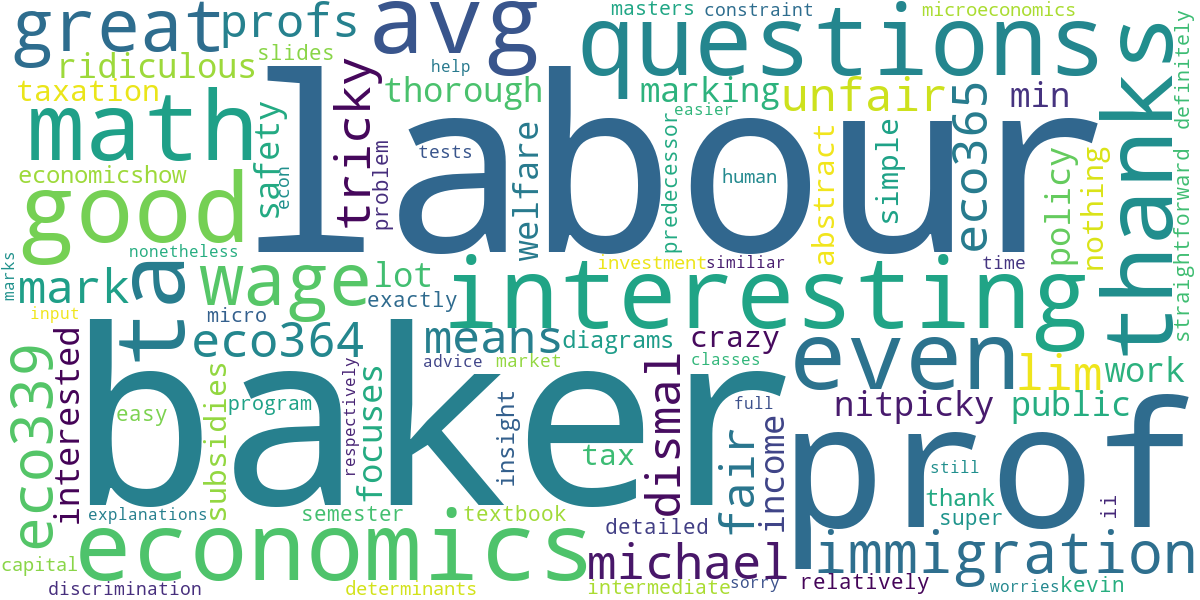 great
profs
avg
masters
constraint
microeconomics
ridiculous
slides
help
questions
definitely
taxation
thorough
marking
unfair
min
math
labour
tricky
safety
econ
problem
tests
welfare
predecessor
easier
human
abstract
simple
eco365
policy
nothing
thanks
straightforward
economicshow
good
nonetheless
marks
mark
input
ta
wage
lot
exactly
micro
interesting
investment
similiar
time
eco364
means
diagrams
crazy
even
lim
work
eco339
interested
advice
market
classes
dismal
nitpicky
public
baker
prof
easy
subsidies
program
respectively
focuses
insight
tax
full
fair
income
still
thank
super
ii
explanations
semester
textbook
detailed
economics
michael
immigration
capital
discrimination
determinants
intermediate
sorry
relatively
worries
kevin